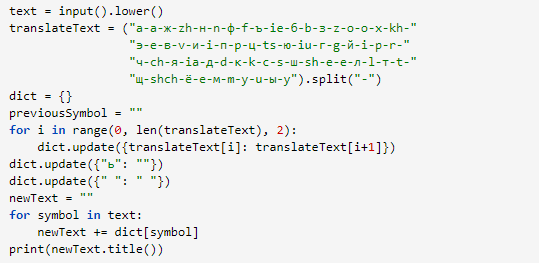 text = input().lower()
translateText = ("а-a-ж-zh-н-n-ф-f-ъ-ie-б-b-з-z-о-o-х-kh-"
"э-e-в-v-и-i-п-p-ц-ts-ю-iu-г-g-й-i-р-r-"
"ч-ch-я-ia-д-d-к-k-с-s-ш-sh-е-e-л-l-т-t-"
"щ-shch-ё-e-м-m-у-u-ы-y").split("-")
dict = {}
previousSymbol = ""
for i in range(0, len(translateText), 2):
dict.update({translateText[i]: translateText[i+1]})
dict.update({"ь": ""})
dict.update({" ": " "})
newText = ""
for symbol in text:
newText += dict[symbol]
print(newText.title())